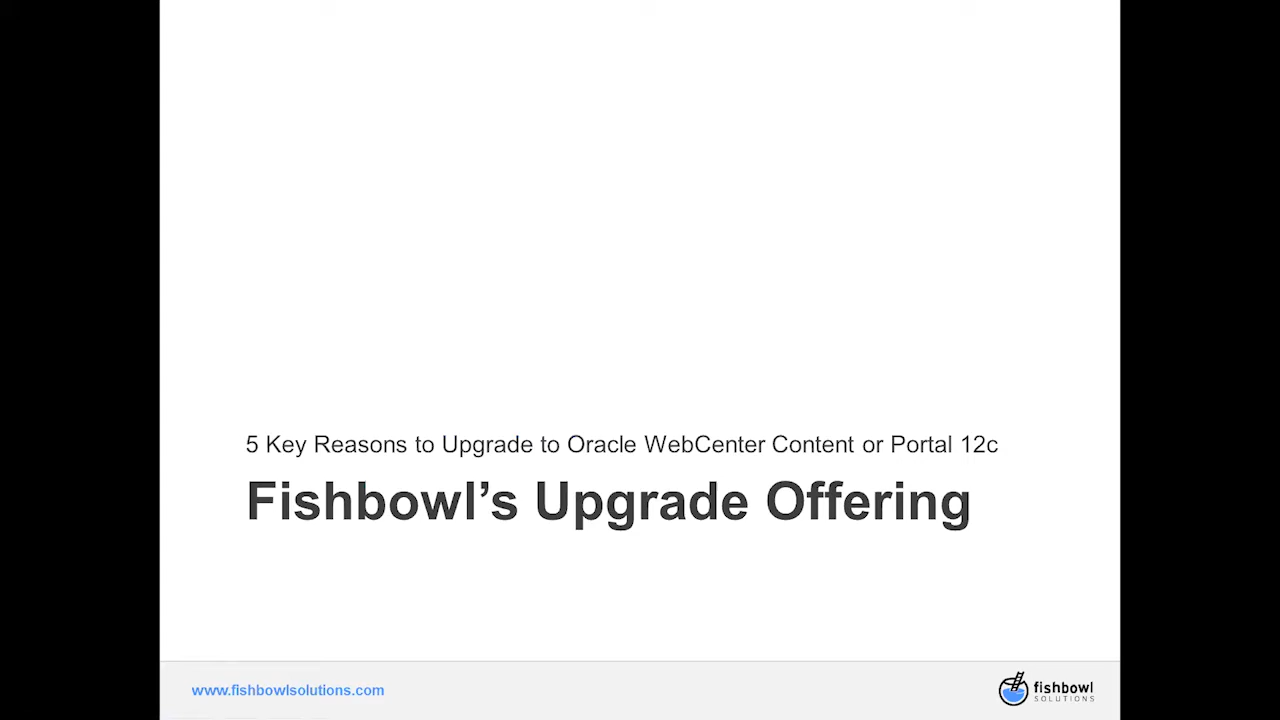 5 Key Reasons to Upgrade to Oracle WebCenter Content or Portal 12c
Fishbowl’s Upgrade Offering
www.fishbowlsolutions.com
fishbowl
SOLUTIONS